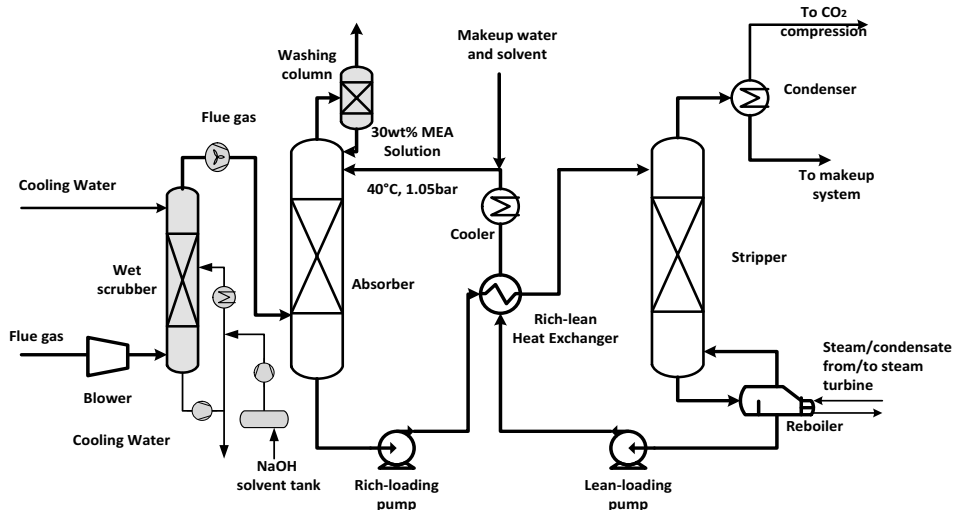 To CO₂
compression
Makeup water
and solvent
Washing
column
Condenser
Flue gas
30wt% MEA
Solution
Cooling Water
40°C, 1.05bar
To makeup
system
Cooler
Wet
scrubber
Absorber
Stripper
Rich-lean
Heat Exchanger
Flue gas
Steam/condensate
from/to steam
turbine
Blower
Reboiler
Cooling Water
NaOH
solvent tank
Rich-loading
pump
Lean-loading
pump